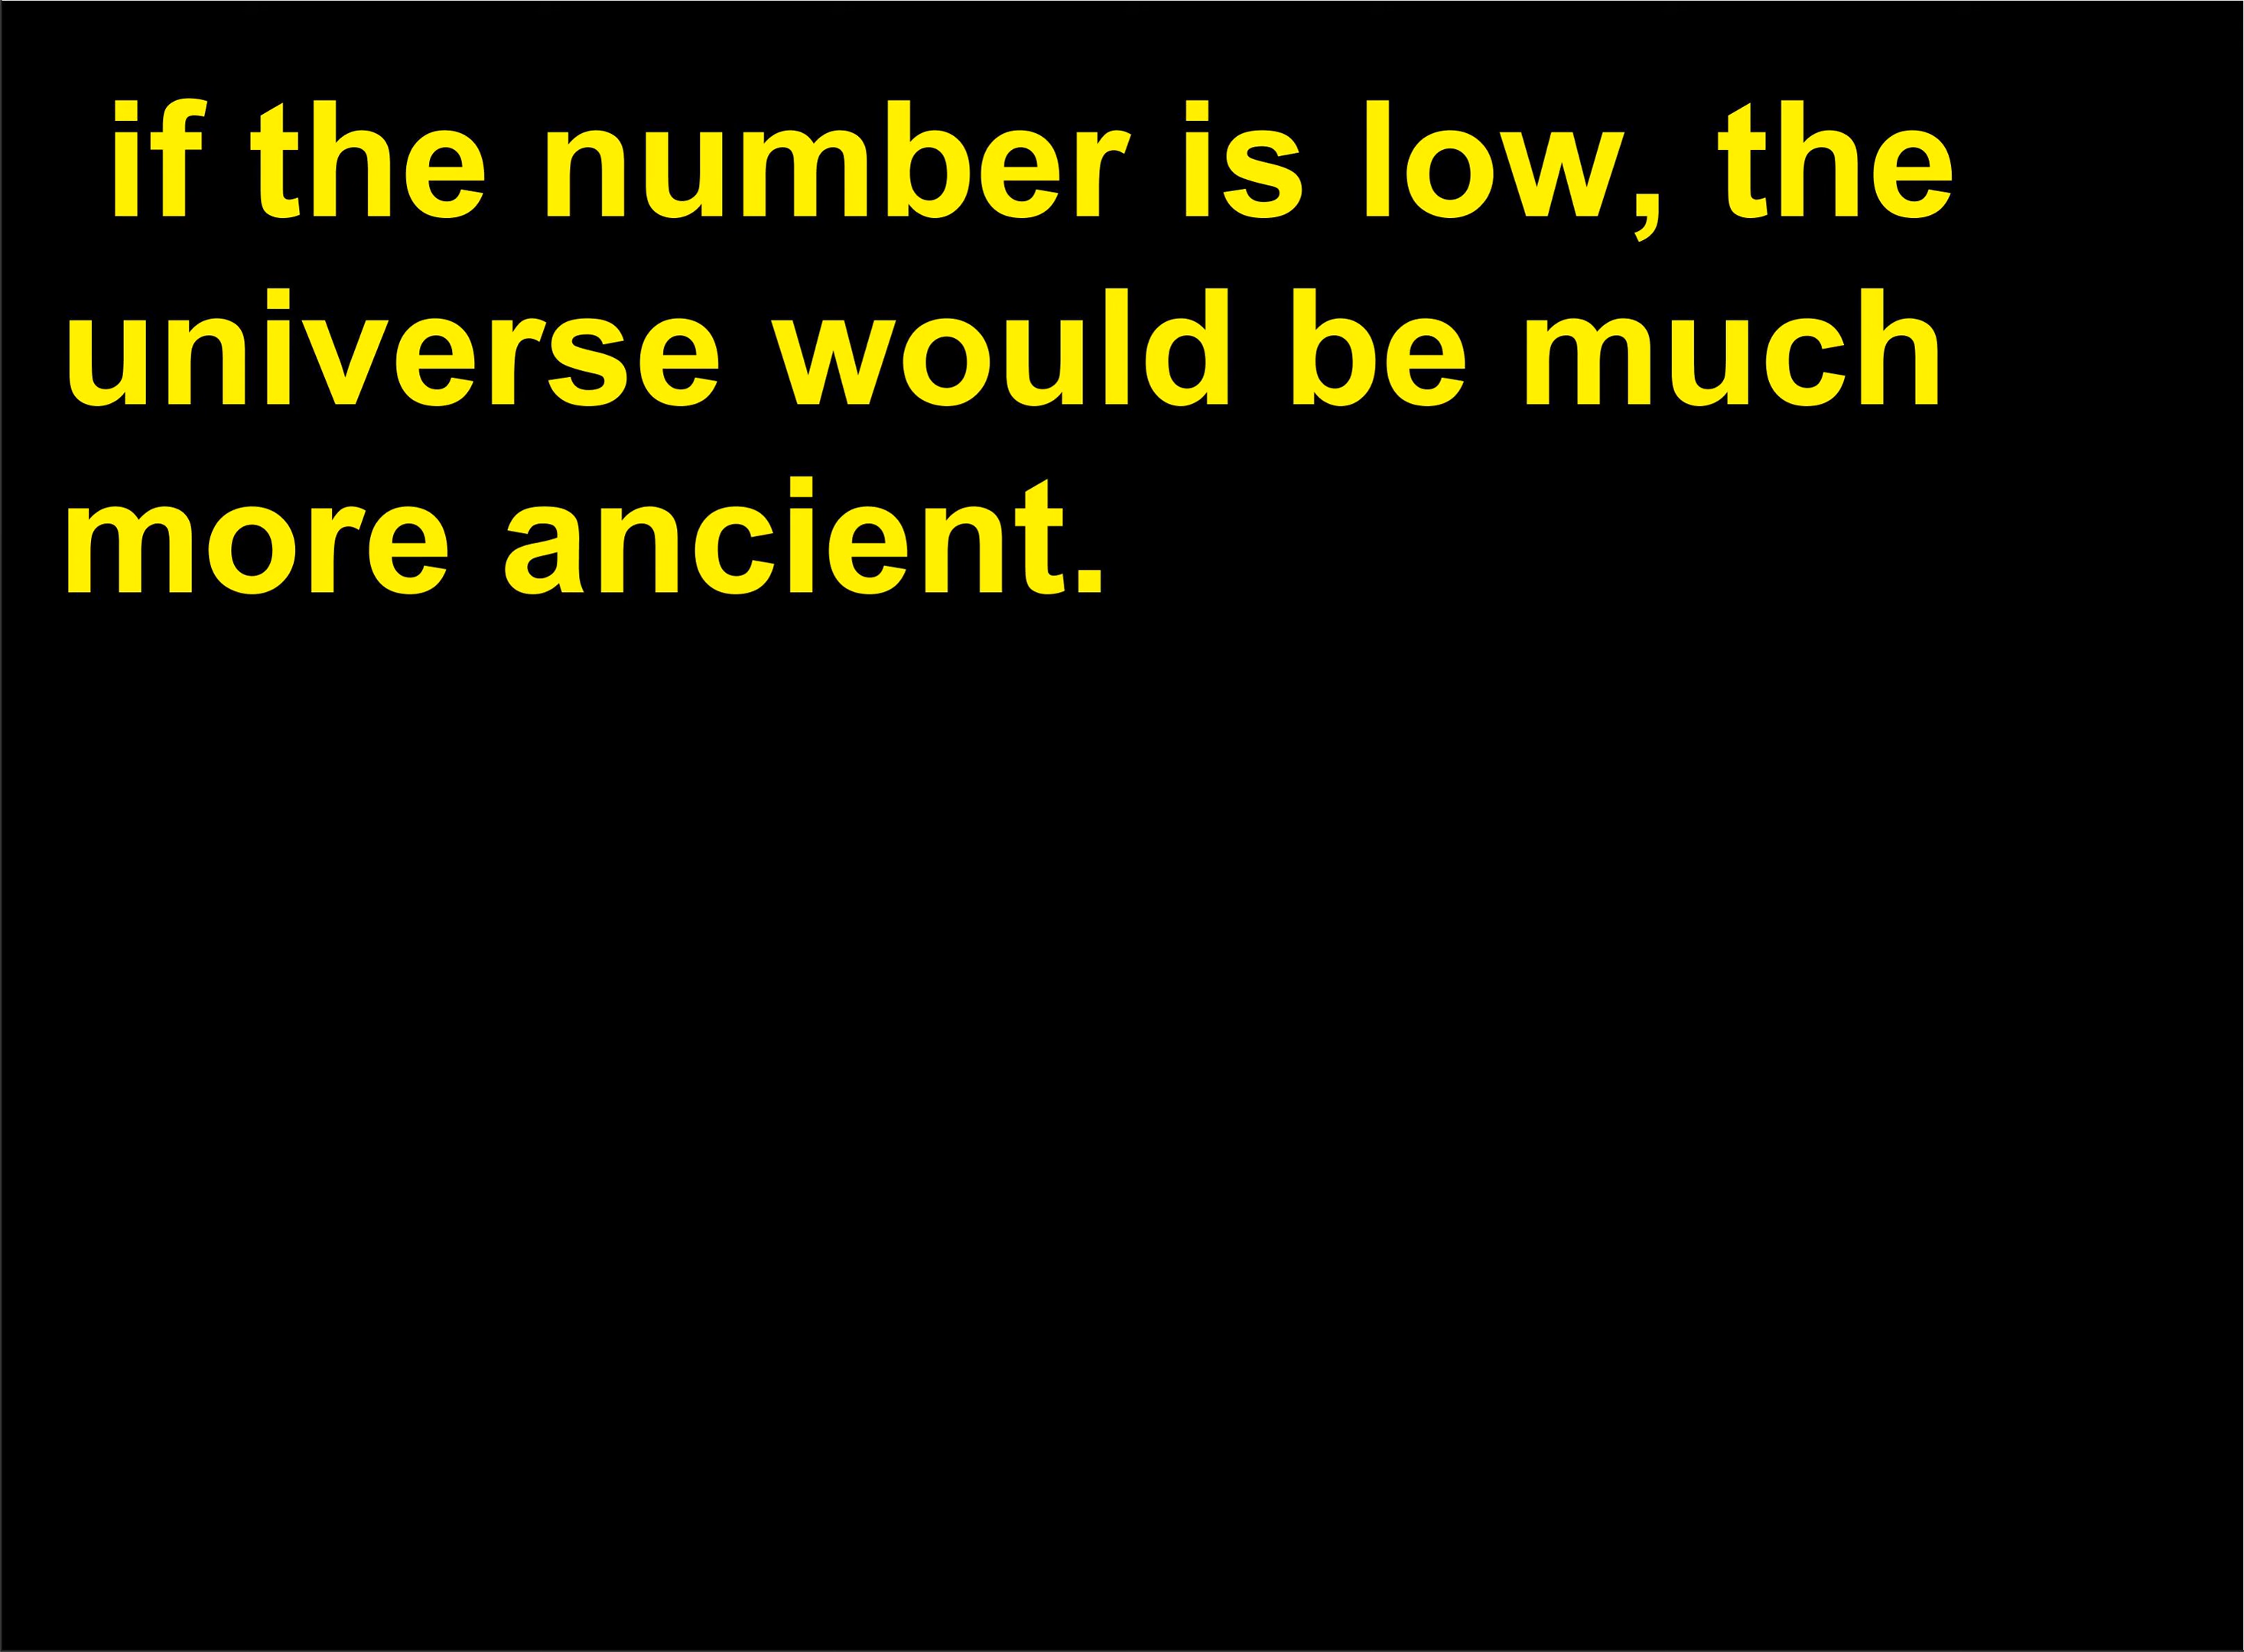 if the number is low, the
universe would be much
more ancient.